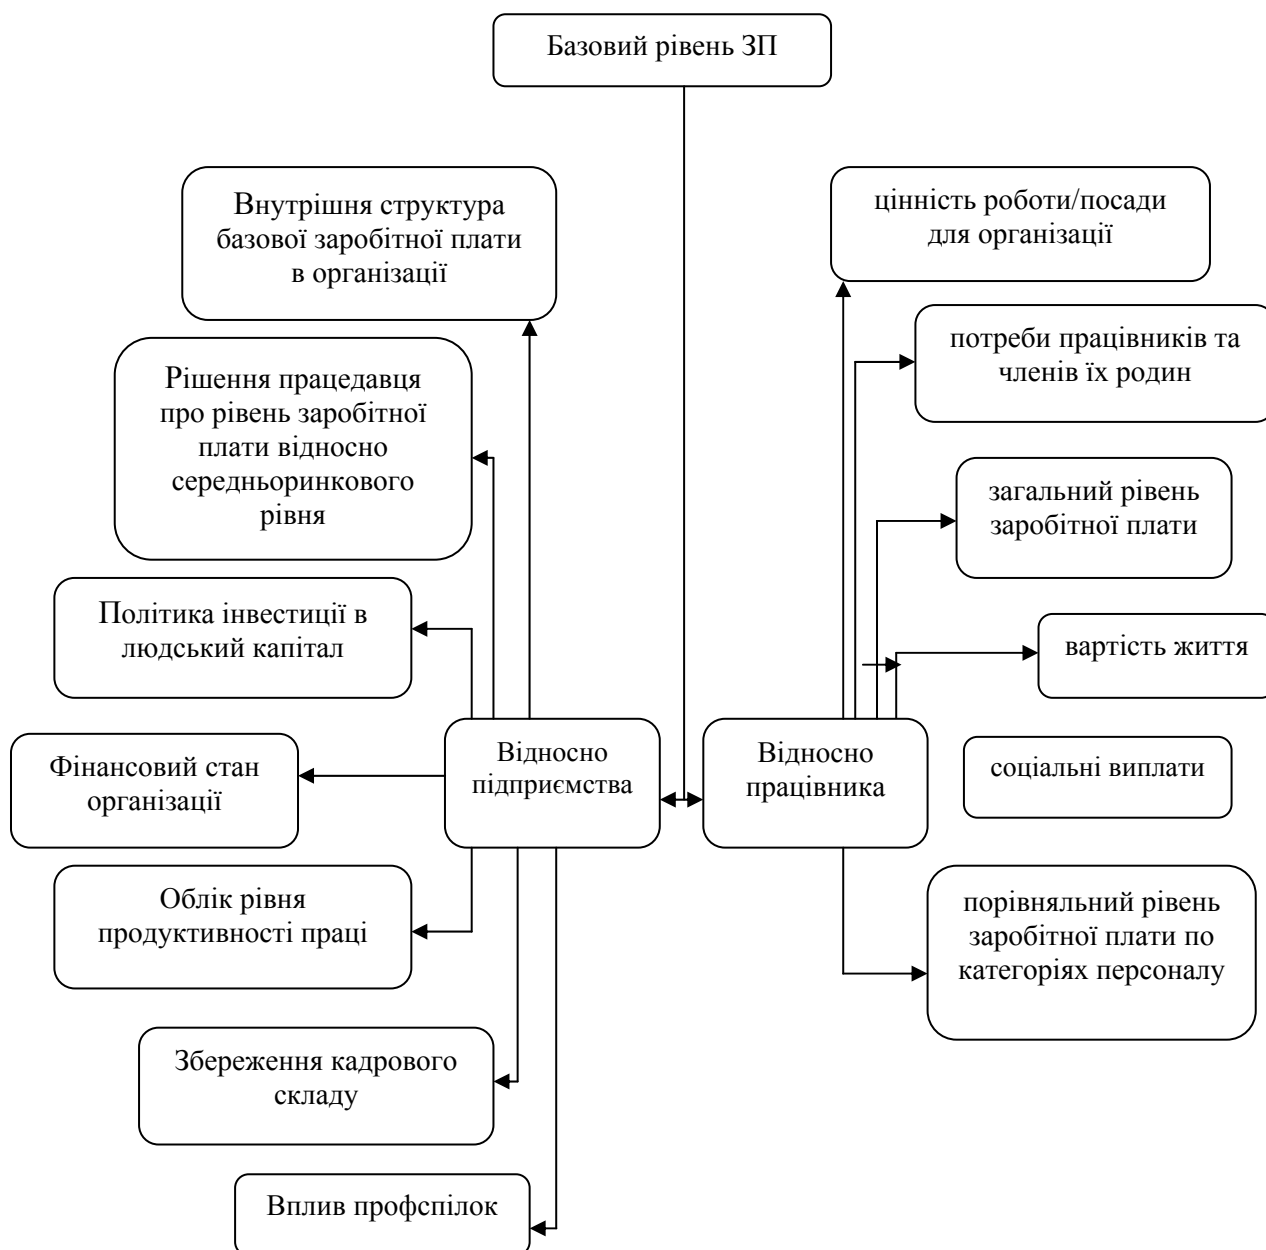 Базовий рівень ЗП
Внутрішня структура
базової заробітної плати
в організації
Рішення працедавця
про рівень заробітної
плати відносно
середньоринкового
рівня
Політика інвестиції в
людський капітал
Фінансовий стан
організації
Облік рівня
продуктивності праці
Збереження кадрового
складу
Вплив профспілок
Відносно
підприємства
Відносно
працівника
цінність роботи/посади
для організації
потреби працівників та
членів їх родин
загальний рівень
заробітної плати
вартість життя
соціальні виплати
порівняльний рівень
заробітної плати по
категоріях персоналу